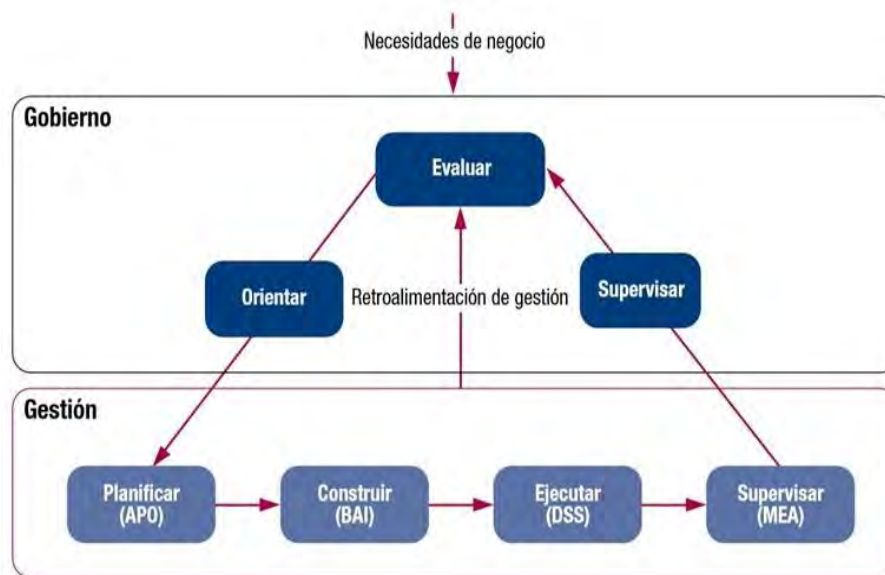 Necesidades de negocio
Gobierno
Evaluar
Orientar
Retroalimentación de gestión
Supervisar
Gestión
Planificar
(APO)
Construir
(BAI)
Ejecutar
(DSS)
Supervisar
(MEA)